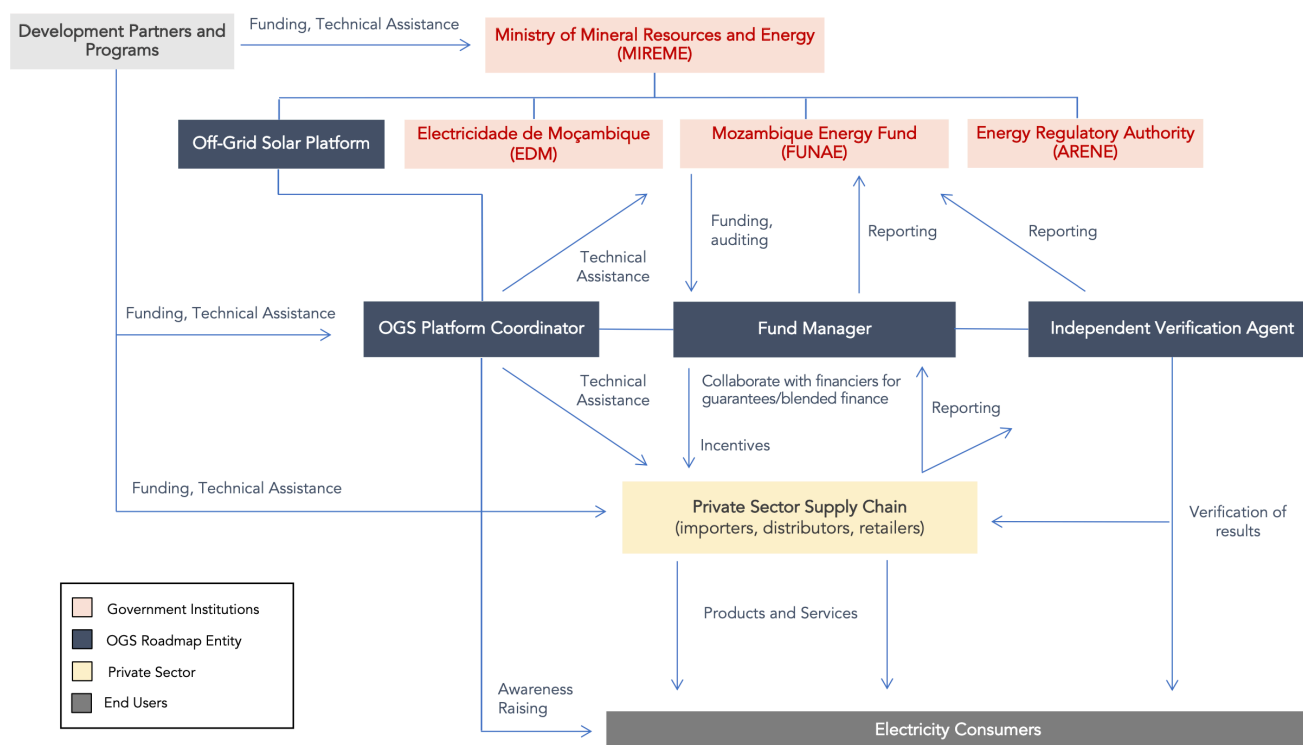 Development Partners and
Programs
Funding, Technical Assistance
Ministry of Mineral Resources and Energy
(MIREME)
Off-Grid Solar Platform
Electricidade de Moçambique
(EDM)
Mozambique Energy Fund
(FUNAE)
Energy Regulatory Authority
(ARENE)
Technical
Assistance
Funding,
auditing
Reporting
Reporting
Funding, Technical Assistance
OGS Platform Coordinator
Fund Manager
Independent Verification Agent
Technical
Assistance
Collaborate with financiers for
guarantees/blended finance
Incentives
Reporting
Funding, Technical Assistance
Private Sector Supply Chain
(importers, distributors, retailers)
Verification of
results
Products and Services
Government Institutions
OGS Roadmap Entity
Private Sector
End Users
Awareness
Raising
Electricity Consumers